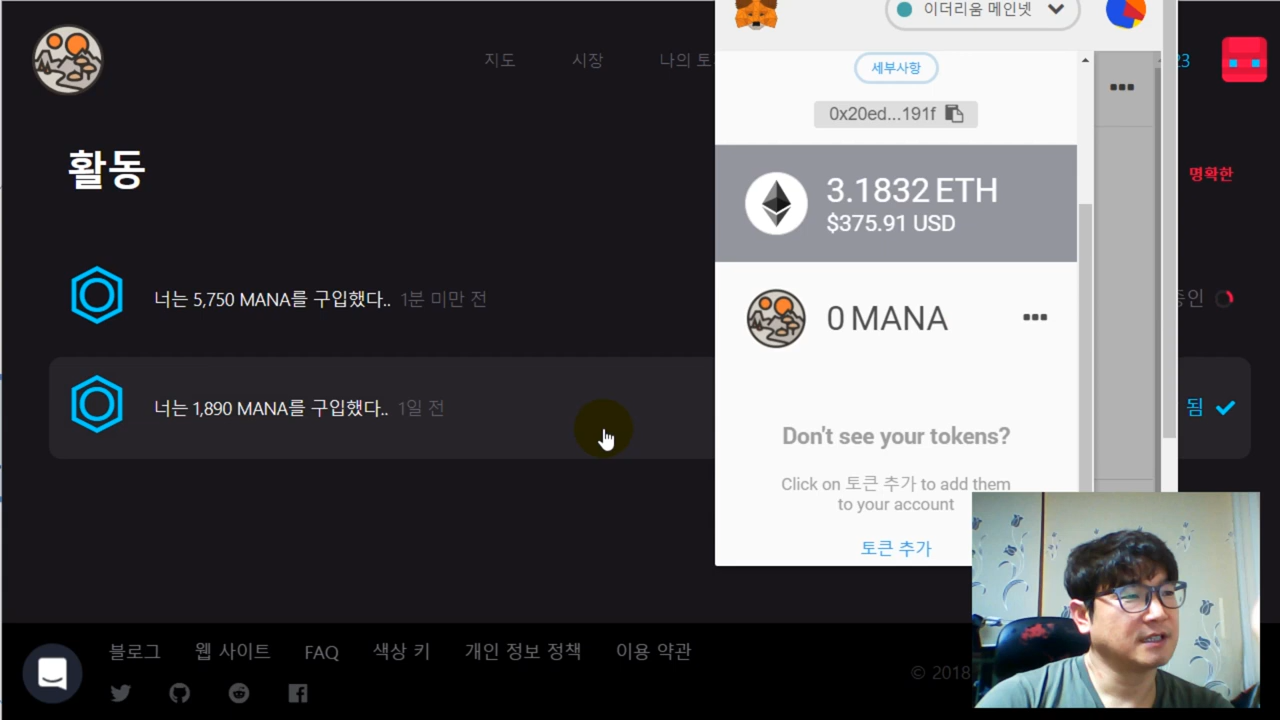 지도
시장
나의 토
23
활동
명확한
너는 5,750 MANA를 구입했다.. 1분 미만 전
너는 1,890 MANA를 구입했다.. 1일 전
됨
이더리움 메인넷
세부사항
0x20ed...191f
3.1832 ETH
$375.91 USD
0 MANA
Don't see your tokens?
Click on 토큰 추가 to add them
to your account
토큰 추가
블로그
웹 사이트
FAQ
색상 키
개인 정보 정책
이용 약관
© 2018